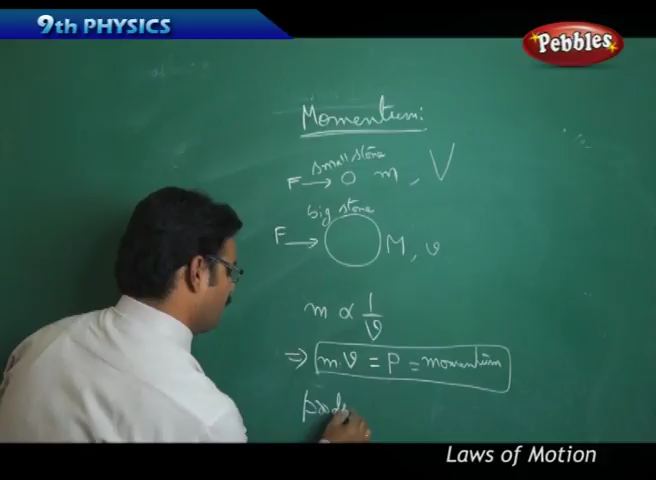 9th PHYSICS
Pebbles
Momentum:
small stone
F → m, V
big stone
F → M, v
m ∝ 1/V
⇒ m.v = P = momentum
Laws of Motion